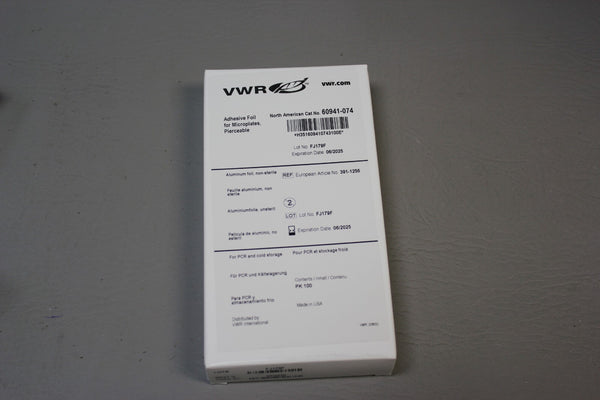 VWR
vwr.com
Adhesive Foil
for Microplates,
Pierceable
North American Cat No. 60941-074
Lot No FJ179F
Expiration Date 06/2025
Aluminum foil, non-sterile
REF European Article No 391-1256
Feuille aluminium, non
sterile
2
Aluminiumfolie, unsteril
LOT Lot No. FJ179F
Película de aluminio, no
estéril
Expiration Date 06/2025
For PCR and cold storage
Pour PCR et stockage froid
Für PCR und Kältelagerung
Contents / Inhalt / Contenu
PK 100
Para PCR y
almacenamiento frío
Made in USA
Distributed by
VWR International